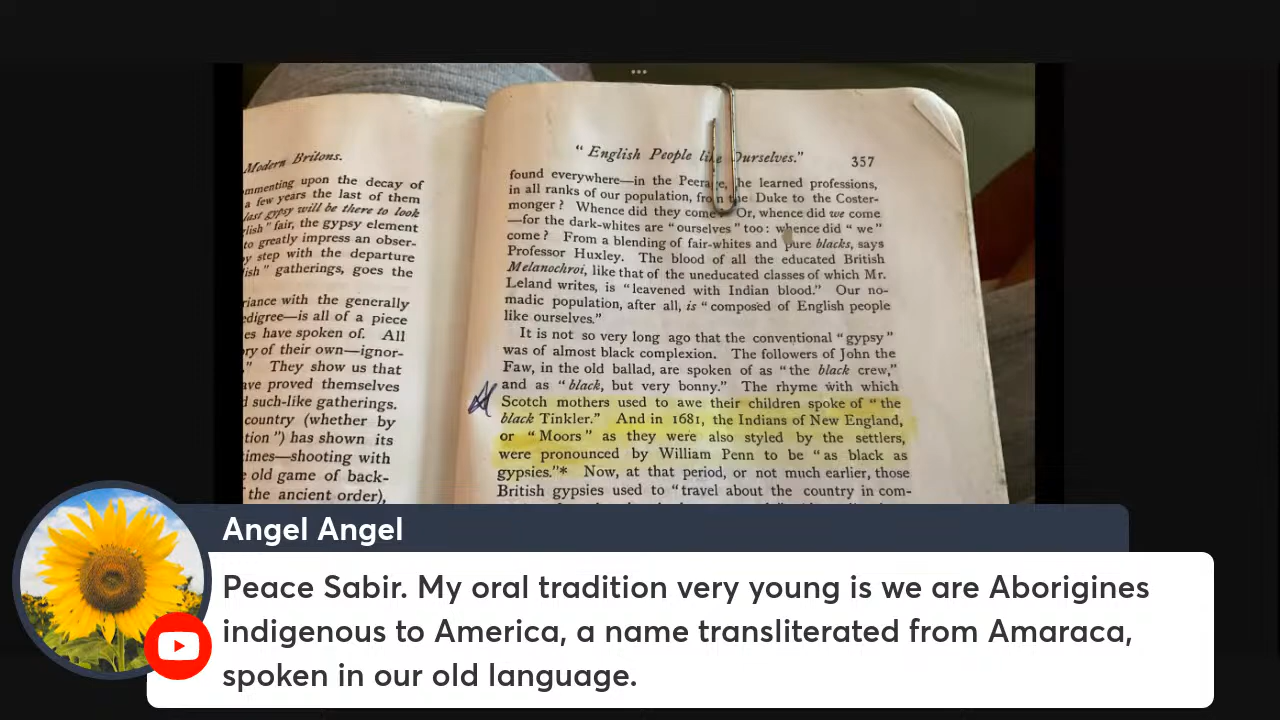 Modern Britons.
mmenting upon the decay of
a few years the last of them
last gypsy will be there to look
lish" fair, the gypsy element
to greatly impress an obser-
y step with the departure
ish" gatherings, goes the
riance with the generally
edigree—is all of a piece
es have spoken of. All
ry of their own—ignor-
" They show us that
ave proved themselves
d such-like gatherings.
country (whether by
tion") has shown its
imes—shooting with
e old game of back-
the ancient order),
"English People like Ourselves." 357
found everywhere—in the Peerage, the learned professions,
in all ranks of our population, from the Duke to the Coster-
monger? Whence did they come? Or, whence did we come
—for the dark-whites are "ourselves" too: whence did "we"
come? From a blending of fair-whites and pure blacks, says
Professor Huxley. The blood of all the educated British
Melanochroi, like that of the uneducated classes of which Mr.
Leland writes, is "leavened with Indian blood." Our no-
madic population, after all, is "composed of English people
like ourselves."
It is not so very long ago that the conventional "gypsy"
was of almost black complexion. The followers of John the
Faw, in the old ballad, are spoken of as "the black crew,"
and as "black, but very bonny." The rhyme with which
Scotch mothers used to awe their children spoke of "the
black Tinkler." And in 1681, the Indians of New England,
or "Moors" as they were also styled by the settlers,
were pronounced by William Penn to be "as black as
gypsies."* Now, at that period, or not much earlier, those
British gypsies used to "travel about the country in com-
Angel Angel
Peace Sabir. My oral tradition very young is we are Aborigines
indigenous to America, a name transliterated from Amaraca,
spoken in our old language.